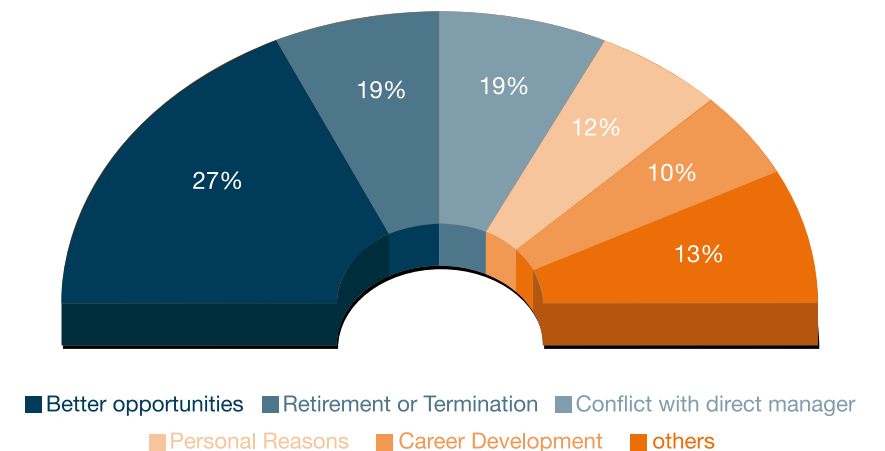 19%
19%
12%
27%
10%
13%
Better opportunities
Retirement or Termination
Conflict with direct manager
Personal Reasons
Career Development
others